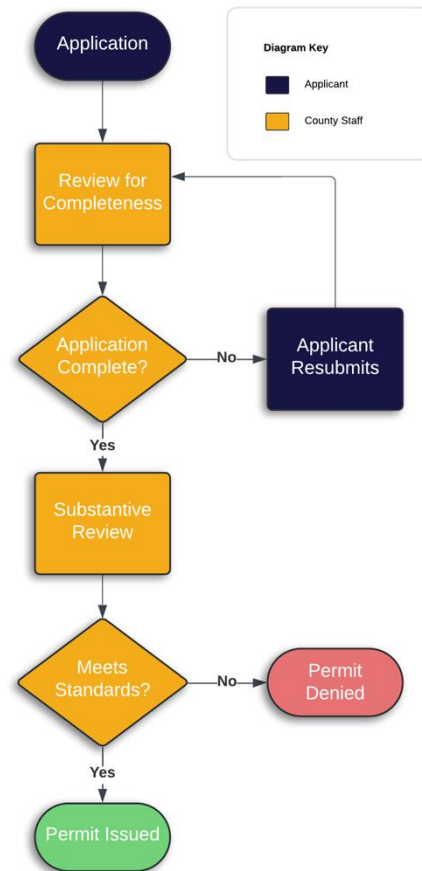 Application
Diagram Key
Applicant
County Staff
Review for
Completeness
Application
Complete?
No
Applicant
Resubmits
Yes
Substantive
Review
Meets
Standards?
No
Permit
Denied
Yes
Permit Issued